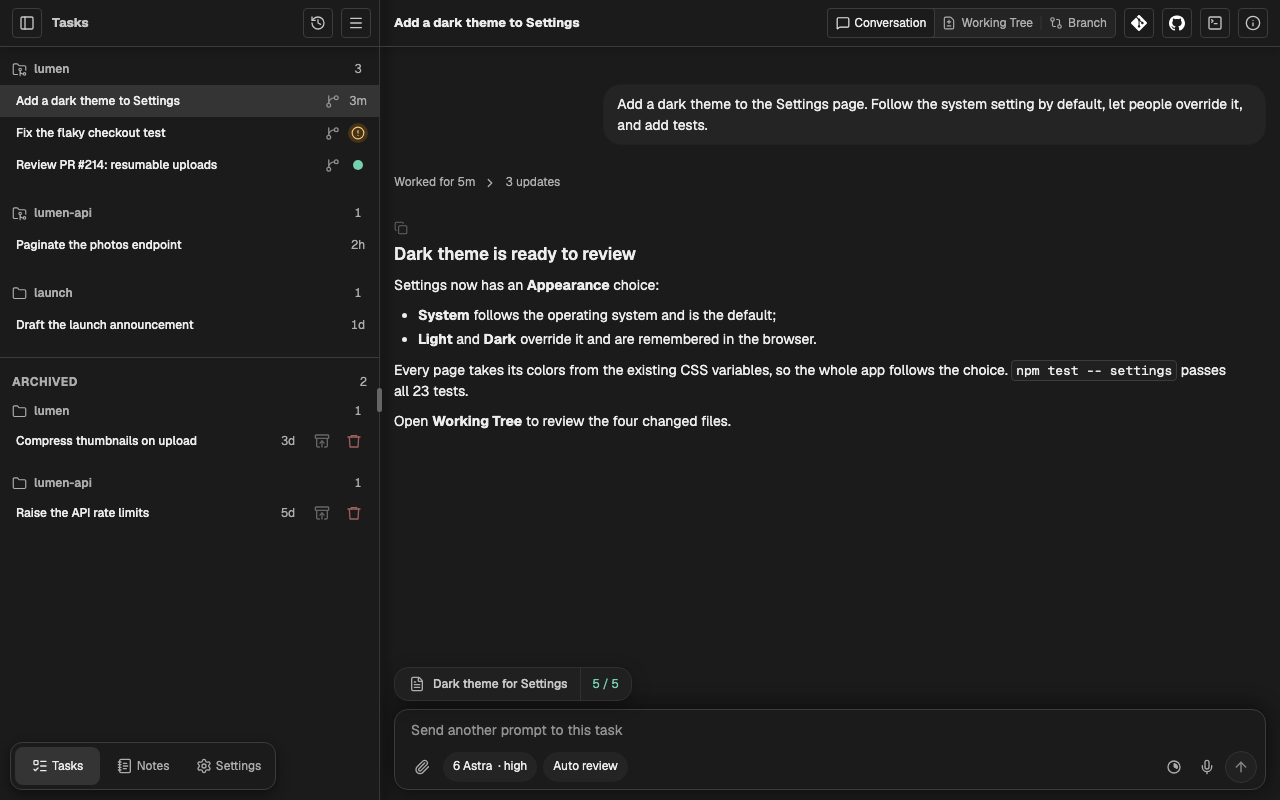 Tasks
lumen 3
Add a dark theme to Settings 3m
Fix the flaky checkout test
Review PR #214: resumable uploads
lumen-api 1
Paginate the photos endpoint 2h
launch 1
Draft the launch announcement 1d
ARCHIVED 2
lumen 1
Compress thumbnails on upload 3d
lumen-api 1
Raise the API rate limits 5d
Tasks Notes Settings
Add a dark theme to Settings
Conversation Working Tree Branch
Add a dark theme to the Settings page. Follow the system setting by default, let people override it,
and add tests.
Worked for 5m 3 updates
Dark theme is ready to review
Settings now has an Appearance choice:
• System follows the operating system and is the default;
• Light and Dark override it and are remembered in the browser.
Every page takes its colors from the existing CSS variables, so the whole app follows the choice. npm test -- settings passes
all 23 tests.
Open Working Tree to review the four changed files.
Dark theme for Settings 5 / 5
Send another prompt to this task
6 Astra · high Auto review